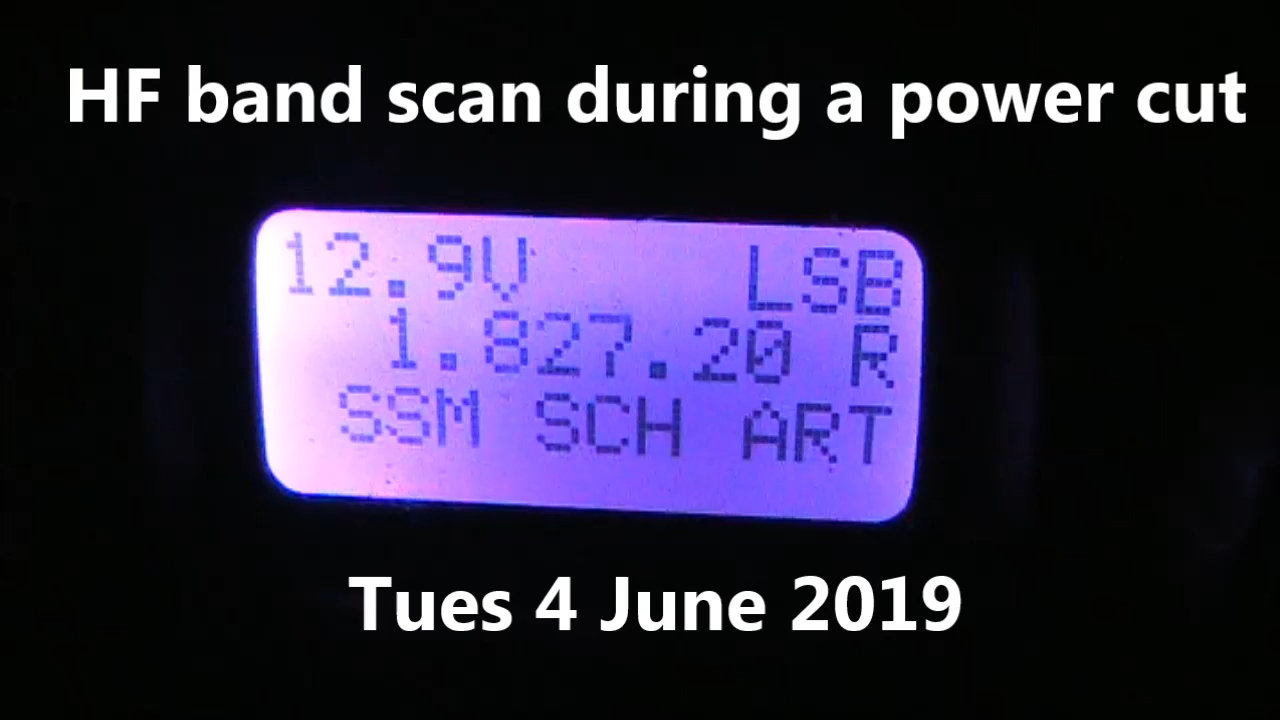 HF band scan during a power cut
12.9V LSB
1.827.20 R
SSM SCH ART
Tues 4 June 2019